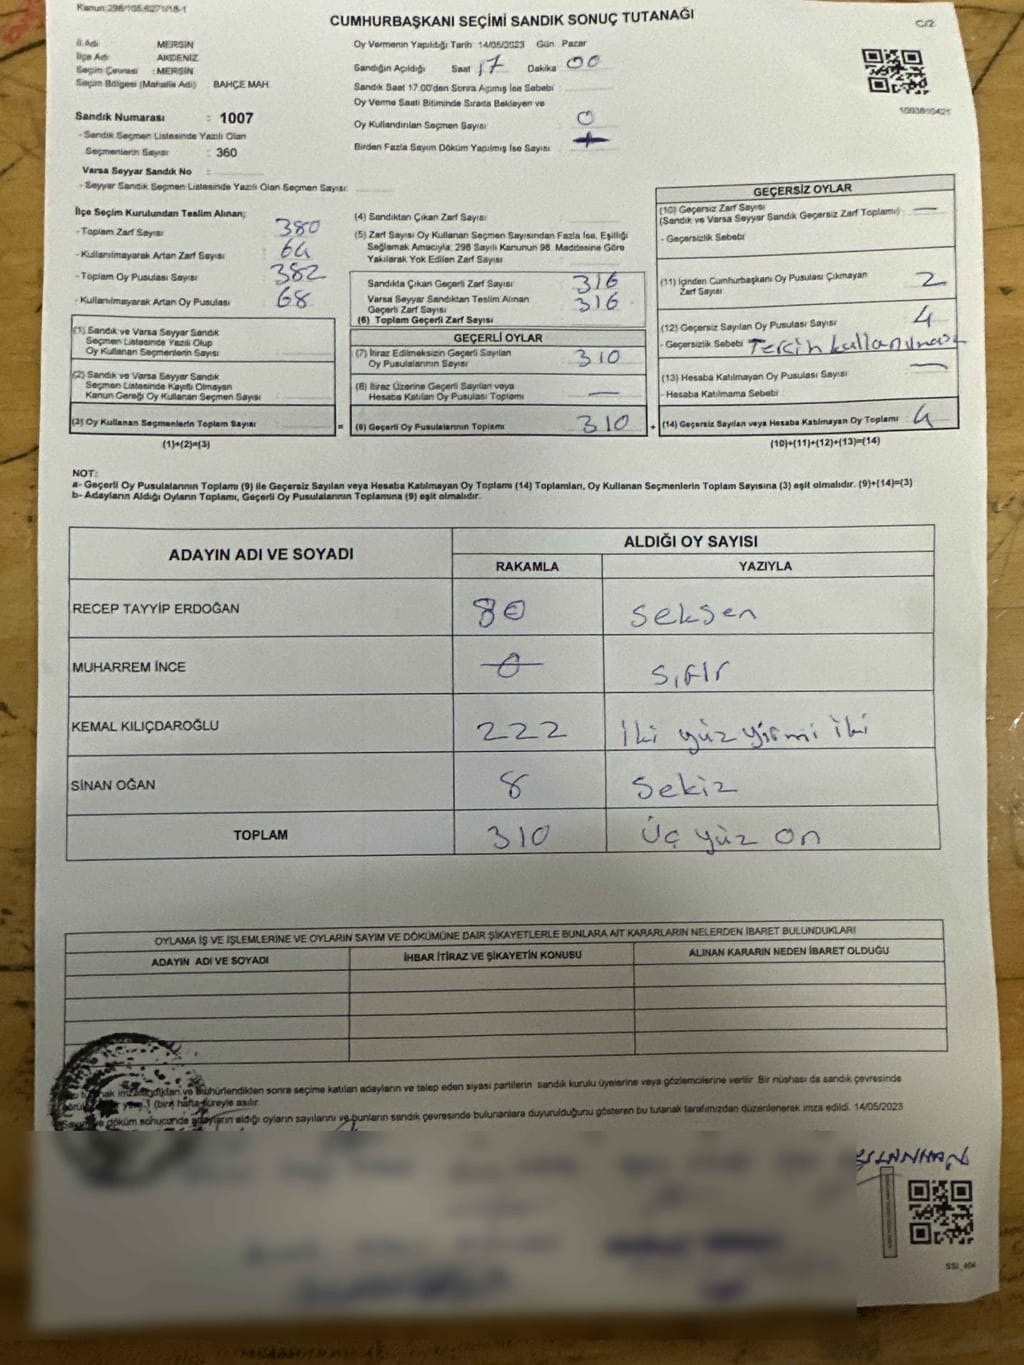 Kanun:298/105.6271/18-1
CUMHURBAŞKANI SEÇİMİ SANDIK SONUÇ TUTANAĞI
C/2
İl Adı MERSİN
İlçe Adı AKDENİZ
Seçim Çevresi :MERSİN
Seçim Bölgesi (Mahalle Adı) BAHÇE MAH.
Sandık Numarası : 1007
- Sandık Seçmen Listesinde Yazılı Olan
Seçmenlerin Sayısı : 360
Varsa Seyyar Sandık No :
- Seyyar Sandık Seçmen Listesinde Yazılı Olan Seçmen Sayısı:
Oy Vermenin Yapıldığı Tarih 14/05/2023 Gün Pazar
Sandığın Açıldığı Saat 17 Dakika 00
Sandık Saat 17.00'den Sonra Açılmış İse Sebebi
Oy Verme Saati Bitiminde Sırada Bekleyen ve
Oy Kullandırılan Seçmen Sayısı 0
Birden Fazla Sayım Döküm Yapılmış İse Sayısı
1003810421
İlçe Seçim Kurulundan Teslim Alınan;
- Toplam Zarf Sayısı 380
- Kullanılmayarak Artan Zarf Sayısı 64
- Toplam Oy Pusulası Sayısı 382
- Kullanılmayarak Artan Oy Pusulası 68
(1) Sandık ve Varsa Seyyar Sandık
Seçmen Listesinde Yazılı Olup
Oy Kullanan Seçmenlerin Sayısı
(2) Sandık ve Varsa Seyyar Sandık
Seçmen Listesinde Kayıtlı Olmayan
Kanun Gereği Oy Kullanan Seçmen Sayısı
(3) Oy Kullanan Seçmenlerin Toplam Sayısı =
(1)+(2)=(3)
(4) Sandıktan Çıkan Zarf Sayısı
(5) Zarf Sayısı Oy Kullanan Seçmen Sayısından Fazla İse, Eşitliği
Sağlamak Amacıyla; 298 Sayılı Kanunun 98. Maddesine Göre
Yakılarak Yok Edilen Zarf Sayısı
Sandıkta Çıkan Geçerli Zarf Sayısı 316
Varsa Seyyar Sandıktan Teslim Alınan
Geçerli Zarf Sayısı 316
(6) Toplam Geçerli Zarf Sayısı
GEÇERLİ OYLAR
(7) İtiraz Edilmeksizin Geçerli Sayılan
Oy Pusulalarının Sayısı 310
(8) İtiraz Üzerine Geçerli Sayılan veya
Hesaba Katılan Oy Pusulası Toplamı —
(9) Geçerli Oy Pusulalarının Toplamı 310 +
GEÇERSİZ OYLAR
(10) Geçersiz Zarf Sayısı —
(Sandık ve Varsa Seyyar Sandık Geçersiz Zarf Toplamı)
- Geçersizlik Sebebi
(11) İçinden Cumhurbaşkanı Oy Pusulası Çıkmayan
Zarf Sayısı 2
(12) Geçersiz Sayılan Oy Pusulası Sayısı 4
- Geçersizlik Sebebi
(13) Hesaba Katılmayan Oy Pusulası Sayısı —
- Hesaba Katılmama Sebebi
(14) Geçersiz Sayılan veya Hesaba Katılmayan Oy Toplamı 4
(10)+(11)+(12)+(13)=(14)
NOT:
a- Geçerli Oy Pusulalarının Toplamı (9) ile Geçersiz Sayılan veya Hesaba Katılmayan Oy Toplamı (14) Toplamları, Oy Kullanan Seçmenlerin Toplam Sayısına (3) eşit olmalıdır. (9)+(14)=(3)
b- Adayların Aldığı Oyların Toplamı, Geçerli Oy Pusulalarının Toplamına (9) eşit olmalıdır.
ADAYIN ADI VE SOYADI ALDIĞI OY SAYISI
RAKAMLA YAZIYLA
RECEP TAYYİP ERDOĞAN 80 Seksen
MUHARREM İNCE 0 Sıfır
KEMAL KILIÇDAROĞLU 222 İki yüz yirmi iki
SİNAN OĞAN 8 Sekiz
TOPLAM 310 Üç yüz on
OYLAMA İŞ VE İŞLEMLERİNE VE OYLARIN SAYIM VE DÖKÜMÜNE DAİR ŞİKAYETLERLE BUNLARA AİT KARARLARIN NELERDEN İBARET BULUNDUKLARI
ADAYIN ADI VE SOYADI İHBAR İTİRAZ VE ŞİKAYETİN KONUSU ALINAN KARARIN NEDEN İBARET OLDUĞU
mühürlendikten sonra seçime katılan adayların ve talep eden siyasi partilerin sandık kurulu üyelerine veya gözlemcilerine verilir. Bir nüshası da sandık çevresinde
1 (bir) hafta süreyle asılır.
döküm sonucunda adayların aldığı oyların sayılarını ve bunların sandık çevresinde bulunanlara duyurulduğunu gösteren bu tutanak tarafımızdan düzenlenerek imza edildi. 14/05/2023
SSI_404